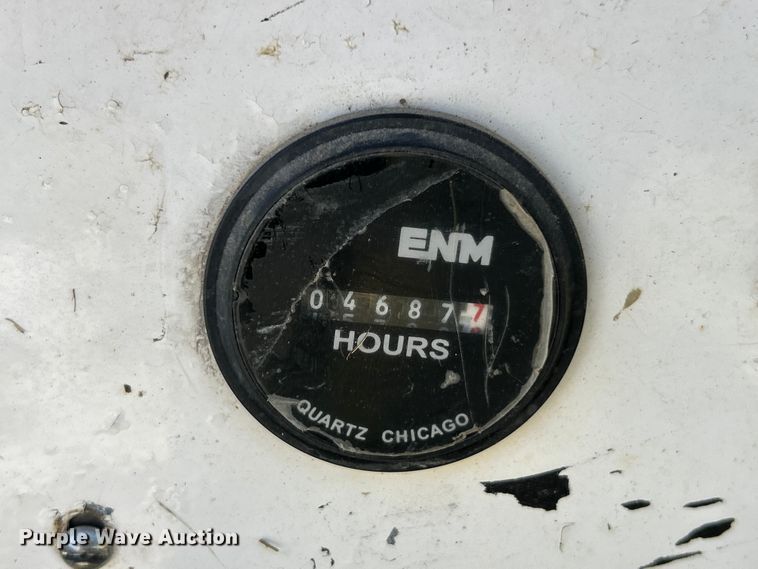 ENM
046877
HOURS
QUARTZ CHICAGO
Purple Wave Auction